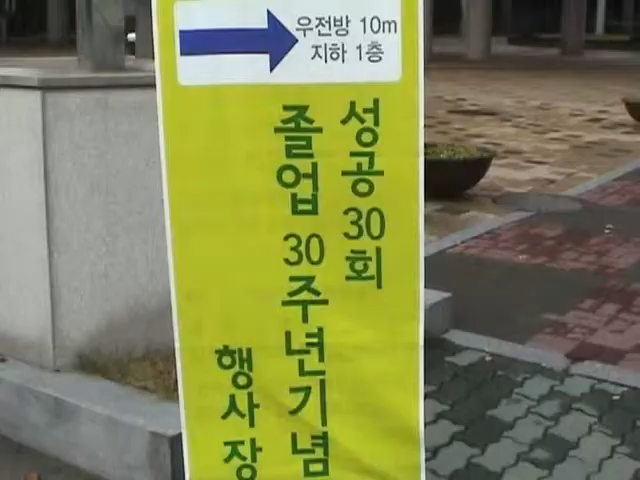 우전방 10m
지하 1층
성공30회
졸업 30주년기념
행사장